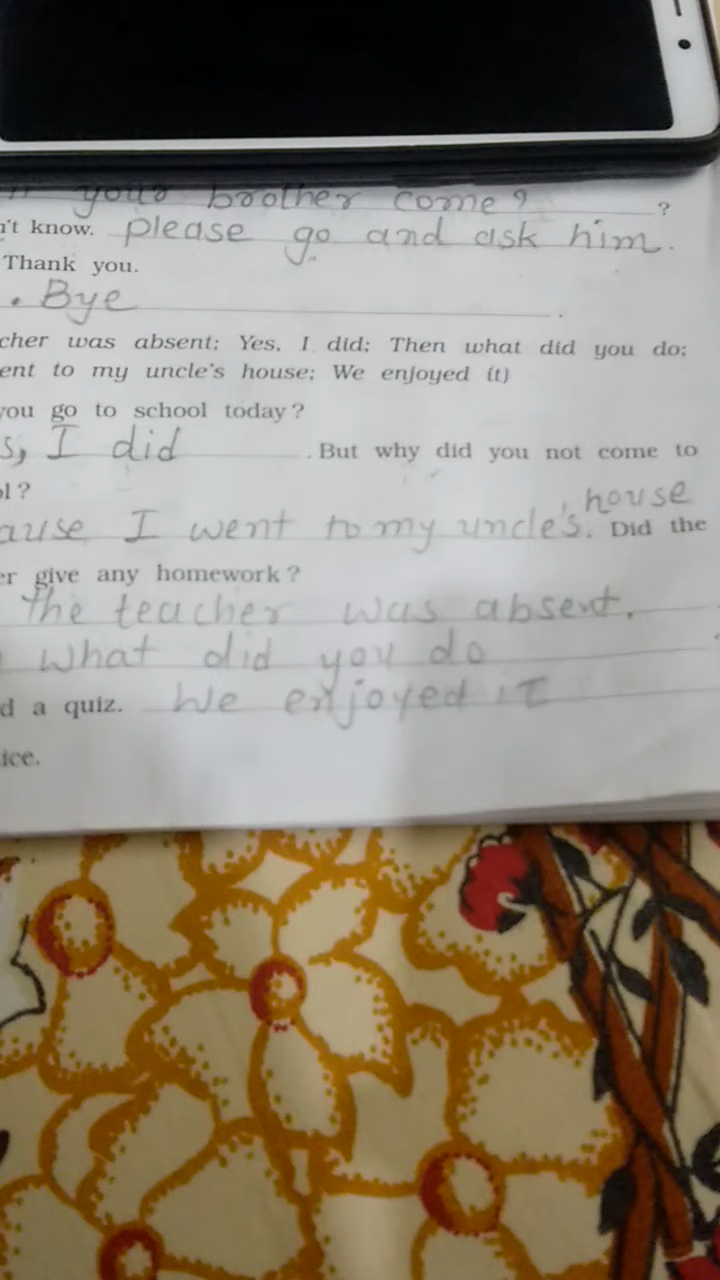 your brother come? ?
n't know. please go and ask him.
Thank you.
. Bye .
cher was absent; Yes, I did; Then what did you do;
ent to my uncle's house; We enjoyed it)
you go to school today?
s, I did . But why did you not come to
ol?
house
ause I went to my uncle's. Did the
er give any homework?
the teacher was absent.
what did you do
d a quiz. We enjoyed it
ice.